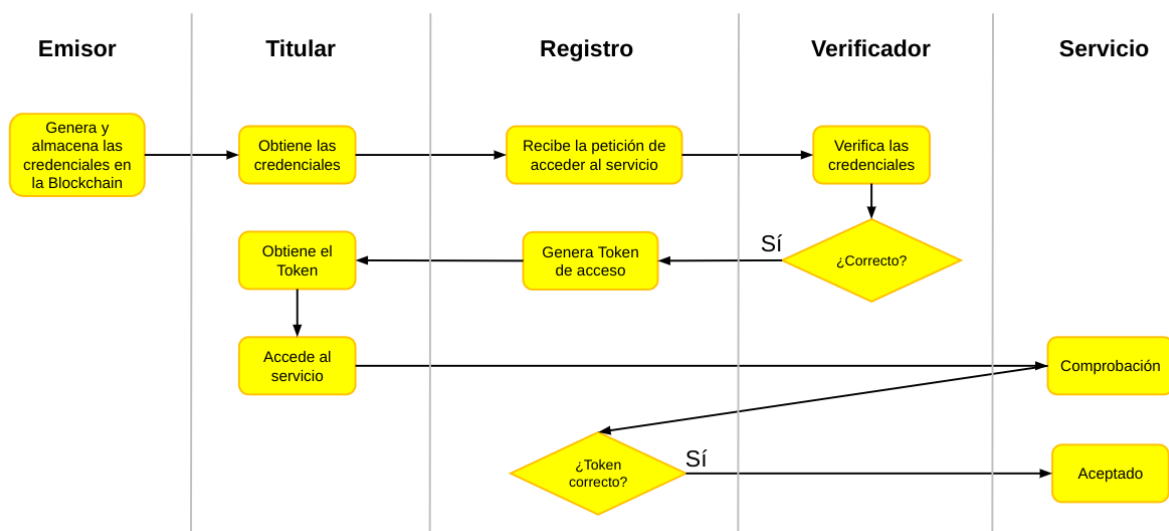 Emisor
Titular
Registro
Verificador
Servicio
Genera y
almacena las
credenciales en
la Blockchain
Obtiene las
credenciales
Recibe la petición de
acceder al servicio
Verifica las
credenciales
Obtiene el
Token
Genera Token
de acceso
Sí
¿Correcto?
Accede al
servicio
Comprobación
¿Token
correcto?
Sí
Aceptado